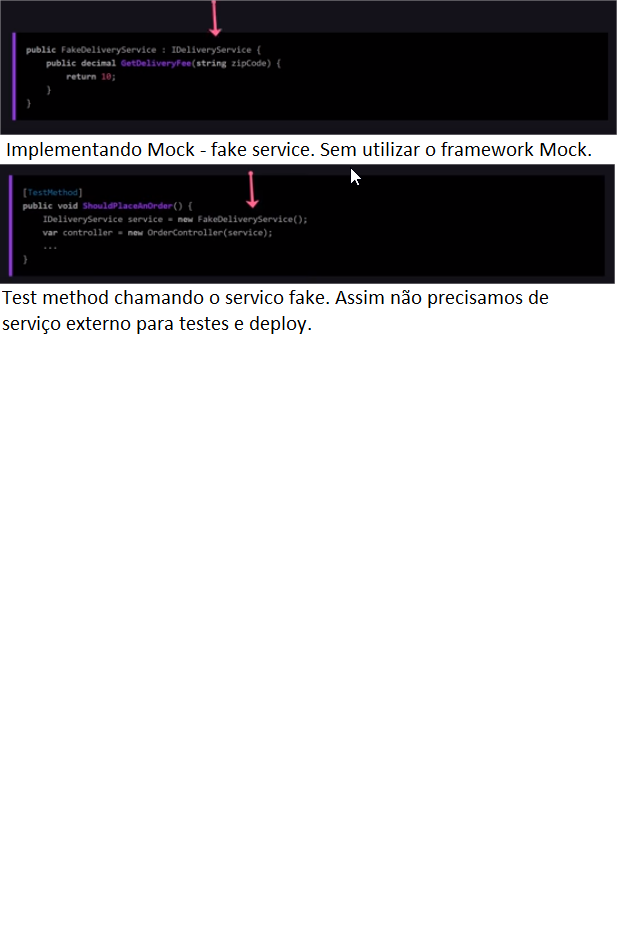 public FakeDeliveryService : IDeliveryService {
public decimal GetDeliveryFee(string zipCode) {
return 10;
}
}
Implementando Mock - fake service. Sem utilizar o framework Mock.
[TestMethod]
public void ShouldPlaceAnOrder() {
IDeliveryService service = new FakeDeliveryService();
var controller = new OrderController(service);
...
}
Test method chamando o servico fake. Assim não precisamos de
serviço externo para testes e deploy.